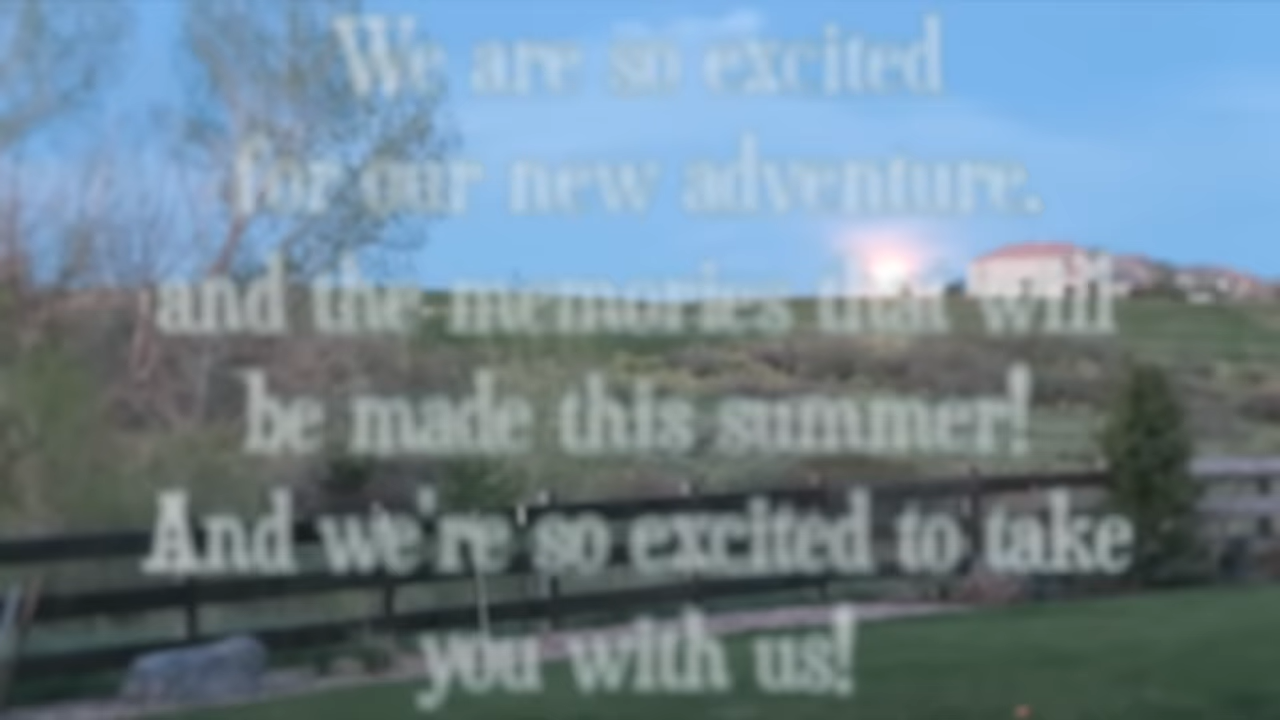 We are so excited
for our new adventure.
and the memories that will
be made this summer!
And we're so excited to take
you with us!